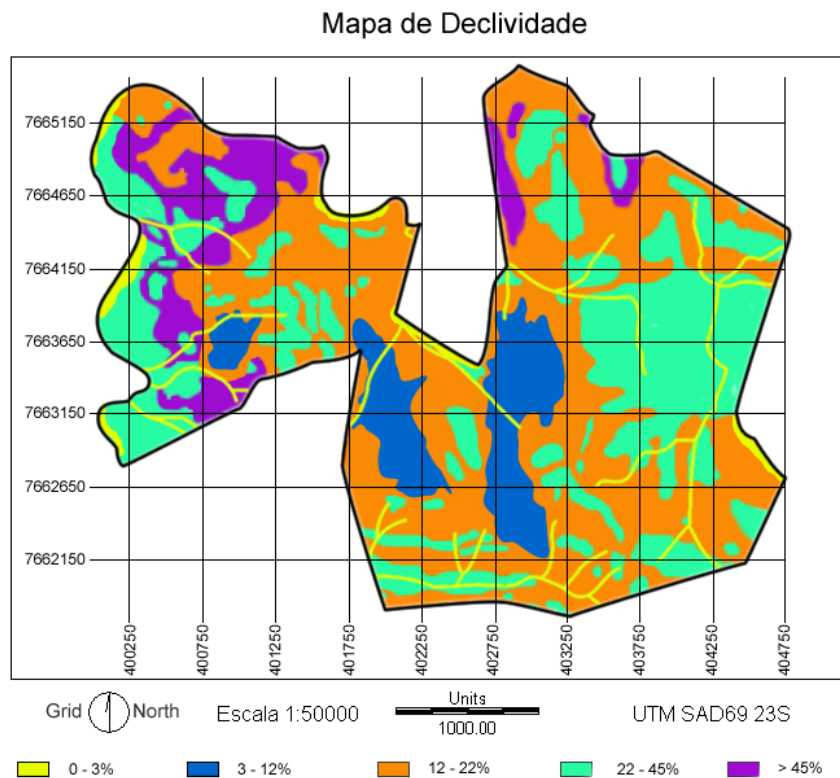 Mapa de Declividade
7665150
7664650
7664150
7663650
7663150
7662650
7662150
400250
400750
401250
401750
402250
402750
403250
403750
404250
404750
Grid North
Escala 1:50000
Units
1000.00
UTM SAD69 23S
0 - 3%
3 - 12%
12 - 22%
22 - 45%
> 45%